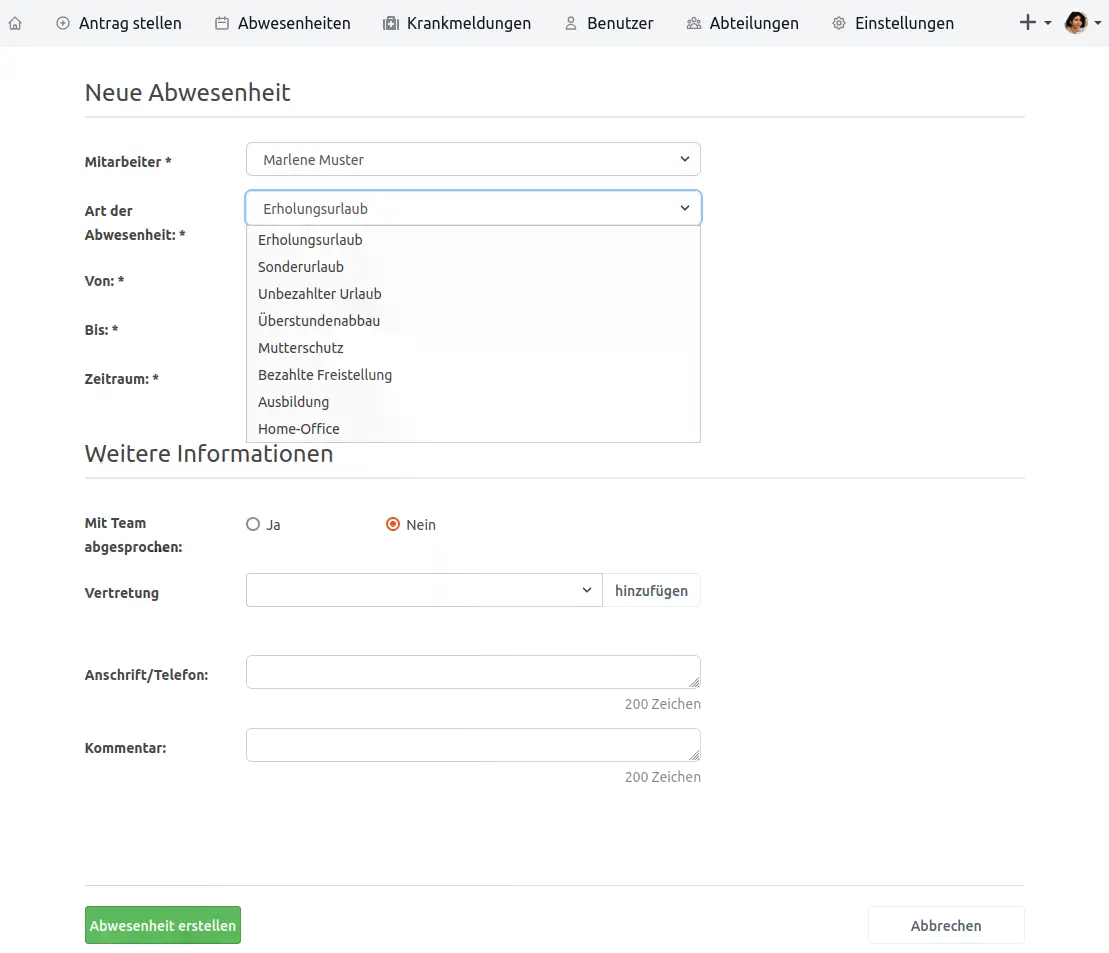 Antrag stellen Abwesenheiten Krankmeldungen Benutzer Abteilungen Einstellungen
Neue Abwesenheit
Mitarbeiter * Marlene Muster
Art der
Abwesenheit: *
Erholungsurlaub
Erholungsurlaub
Sonderurlaub
Unbezahlter Urlaub
Überstundenabbau
Mutterschutz
Bezahlte Freistellung
Ausbildung
Home-Office
Von: *
Bis: *
Zeitraum: *
Weitere Informationen
Mit Team
abgesprochen:
Ja Nein
Vertretung hinzufügen
Anschrift/Telefon:
200 Zeichen
Kommentar:
200 Zeichen
Abwesenheit erstellen Abbrechen